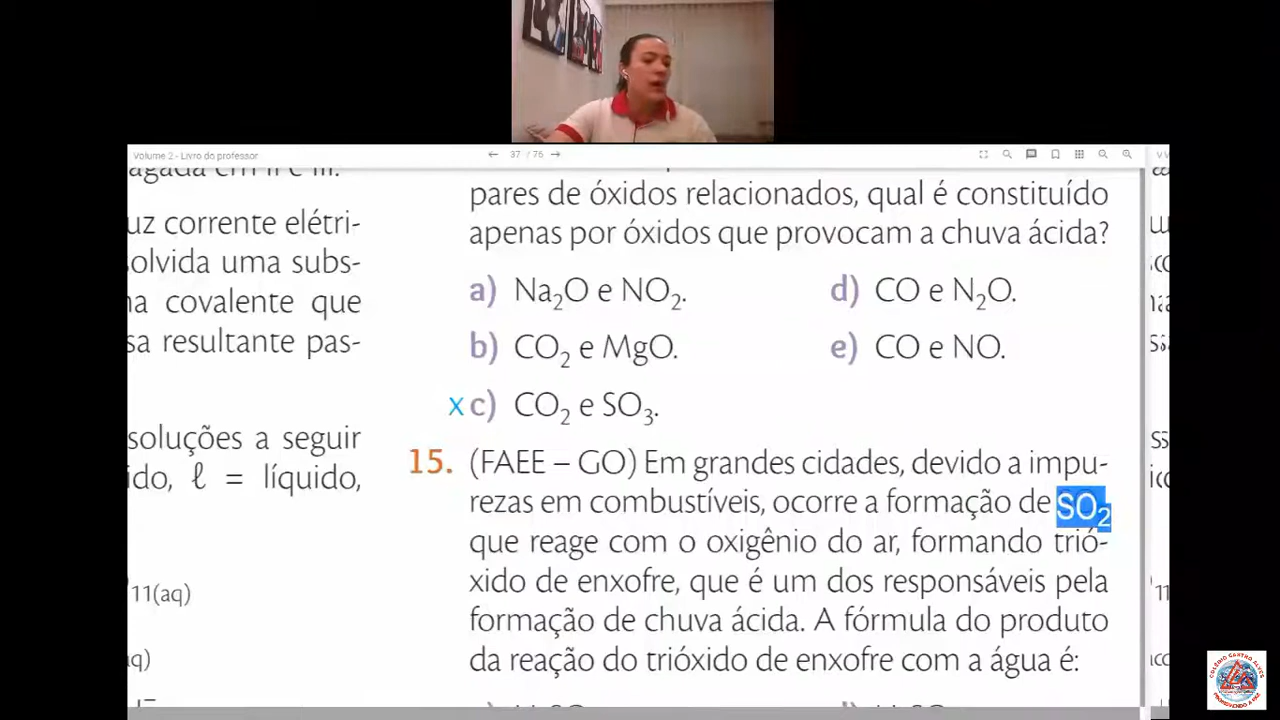 Volume 2 - Livro do professor
37 / 76
uz corrente elétri-
olvida uma subs-
covalente que
sa resultante pas-
soluções a seguir
ido, ℓ = líquido,
11(aq)
pares de óxidos relacionados, qual é constituído
apenas por óxidos que provocam a chuva ácida?
a) Na₂O e NO₂.
b) CO₂ e MgO.
x c) CO₂ e SO₃.
d) CO e N₂O.
e) CO e NO.
15. (FAEE – GO) Em grandes cidades, devido a impu-
rezas em combustíveis, ocorre a formação de SO₂
que reage com o oxigênio do ar, formando trió-
xido de enxofre, que é um dos responsáveis pela
formação de chuva ácida. A fórmula do produto
da reação do trióxido de enxofre com a água é:
COLÉGIO CASTRO ALVES